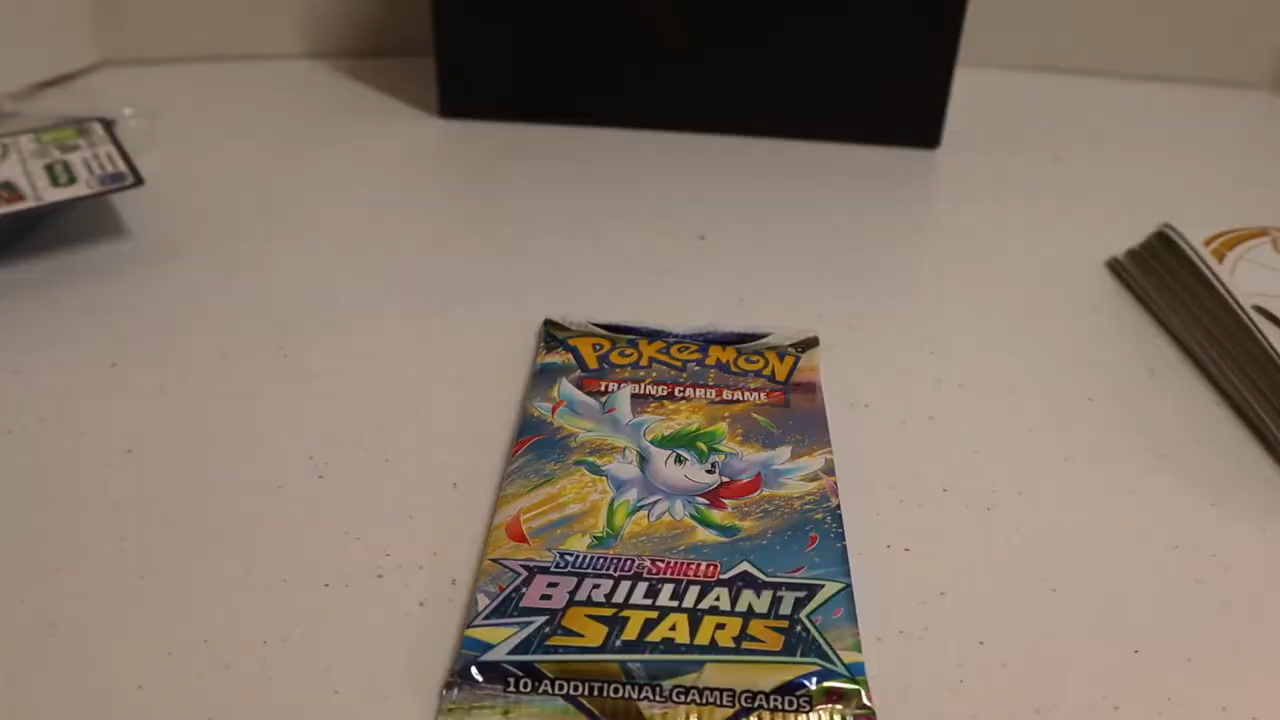 POKéMON
TRADING CARD GAME
SWORD & SHIELD
BRILLIANT
STARS
10 ADDITIONAL GAME CARDS